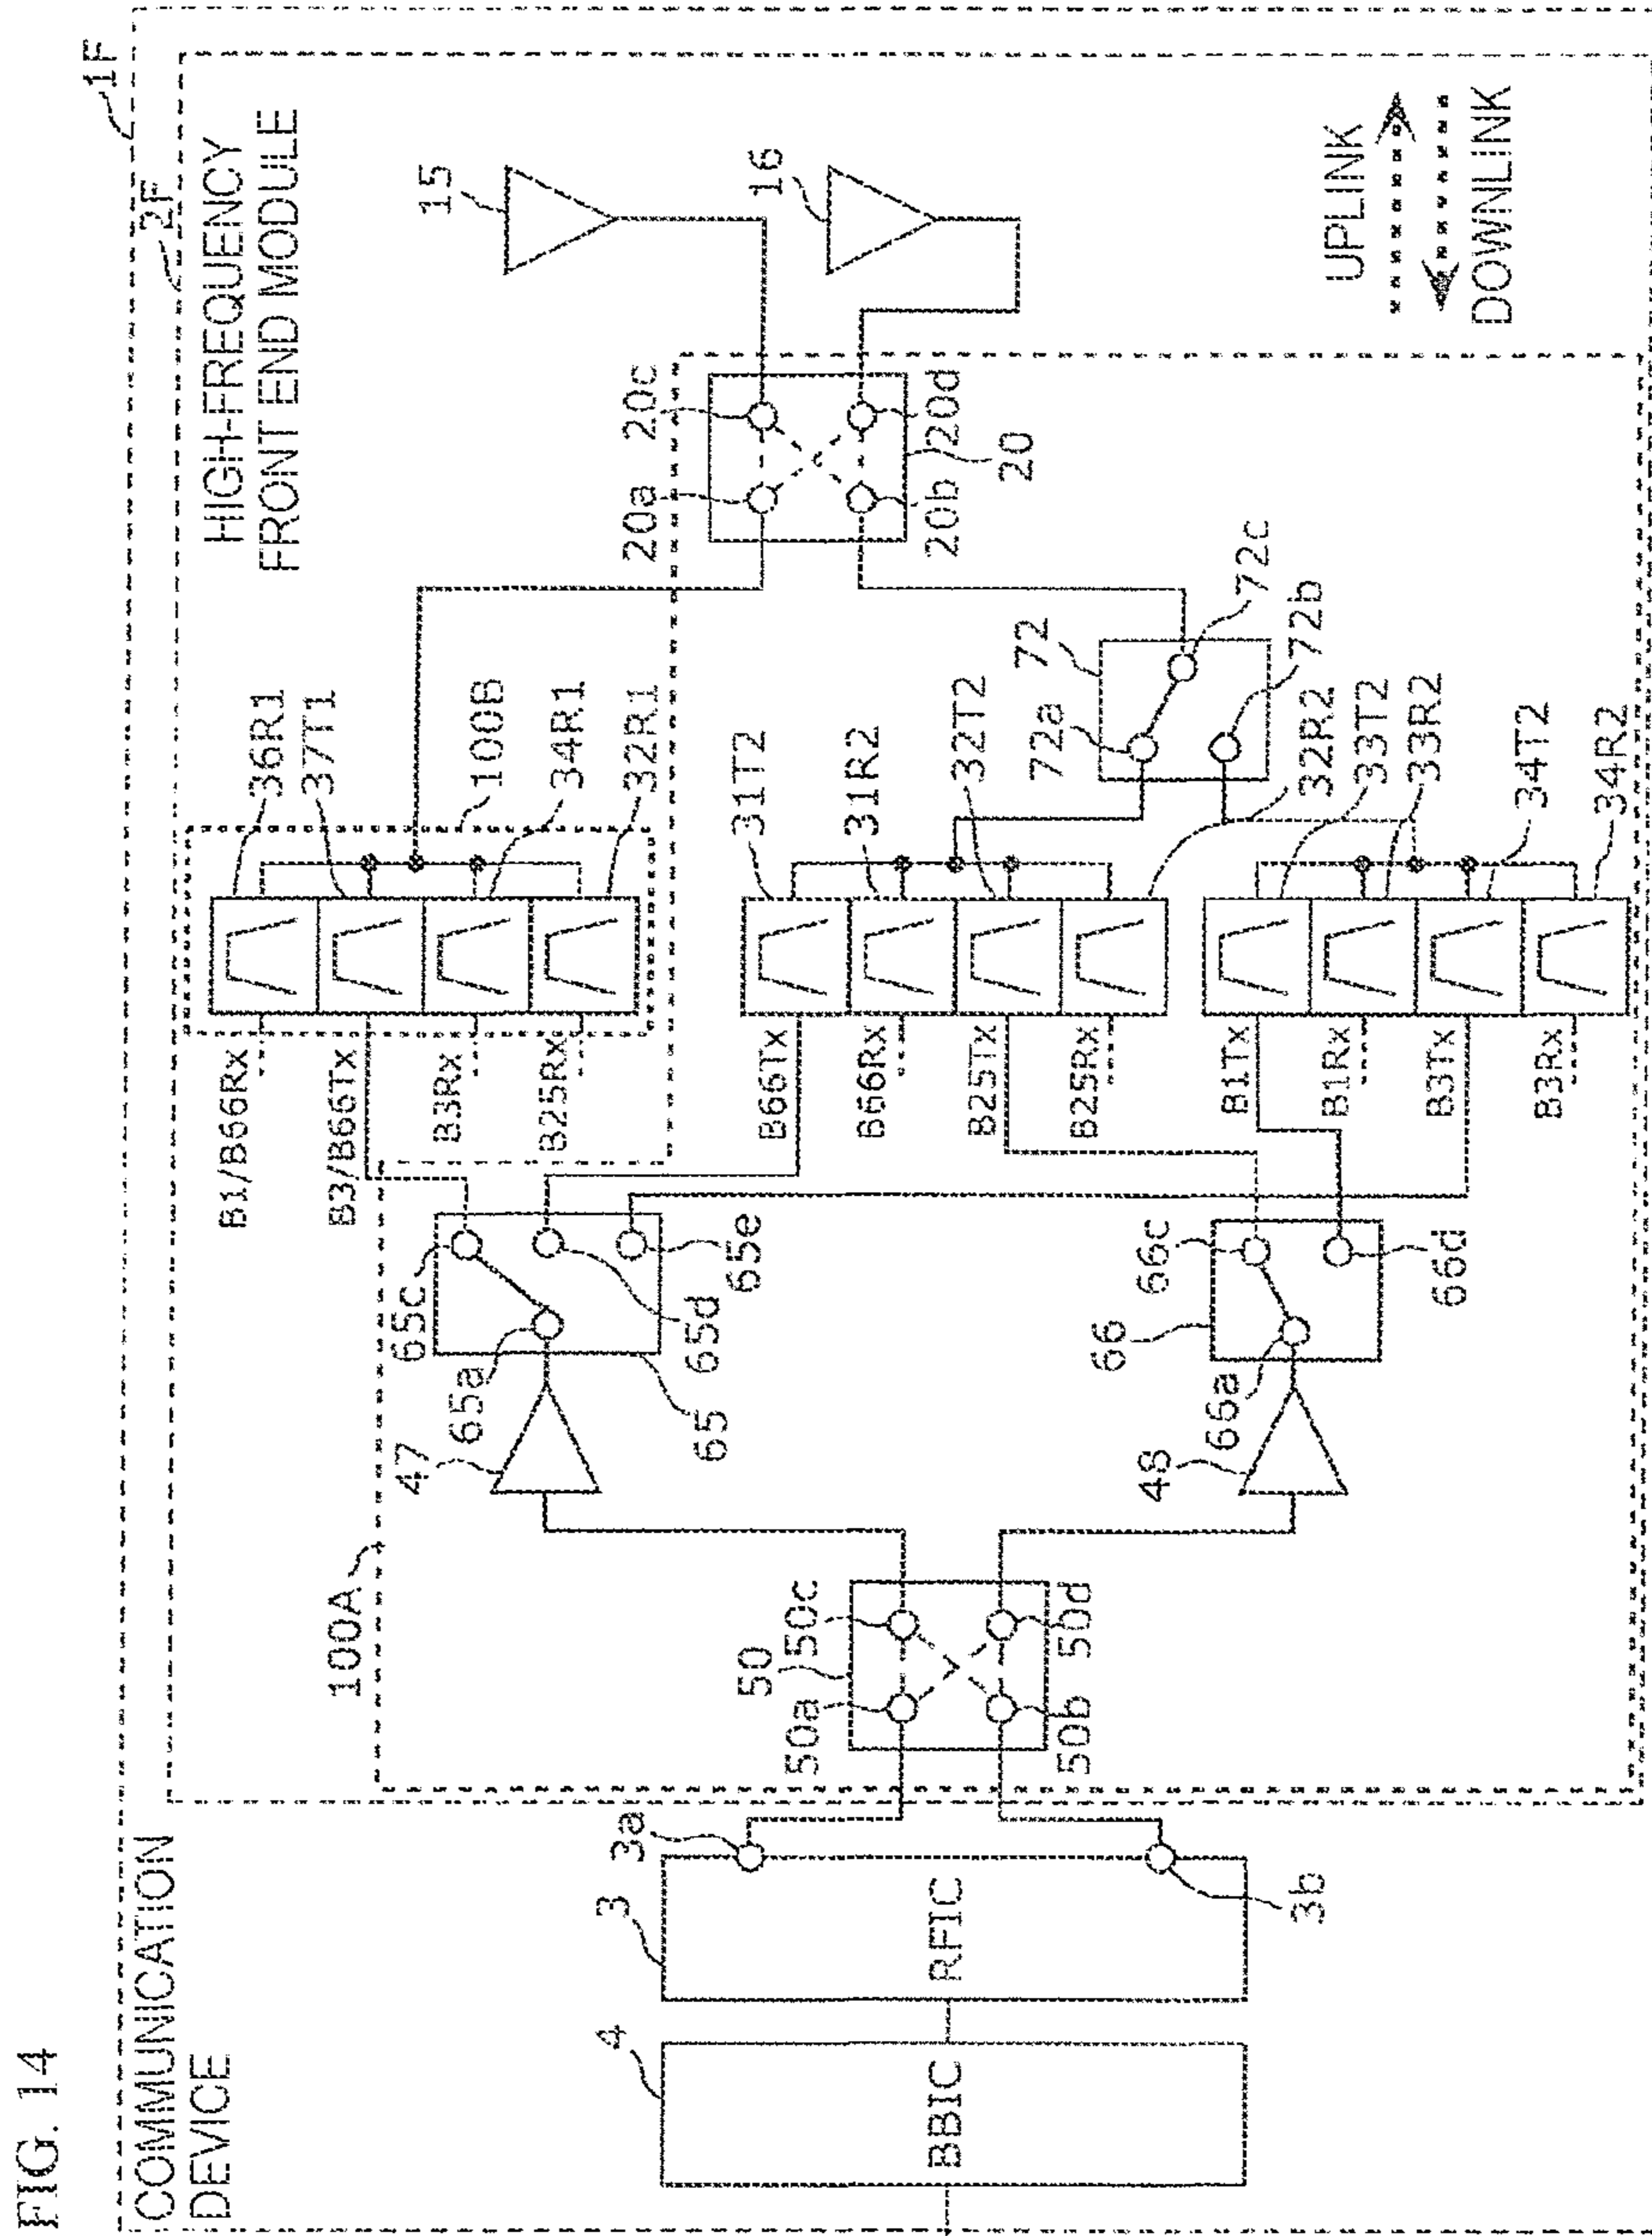 FIG. 14
COMMUNICATION
DEVICE
1F
2F
HIGH-FREQUENCY
FRONT END MODULE
100A
4
BBIC
3
RFIC
3a
3b
50
50a
50c
50b
50d
47
48
65a
65c
65d
65e
65
66
66a
66c
66d
B1/B66Rx
B3/B66Tx
B3Rx
B25Rx
36R1
37T1
100B
34R1
32R1
B66Tx
B66Rx
B25Tx
B25Rx
31T2
31R2
32T2
32R2
B1Tx
B1Rx
B3Tx
B3Rx
33T2
33R2
34T2
34R2
72
72a
72c
72b
20a
20c
20b
20d
20
15
16
UPLINK
DOWNLINK